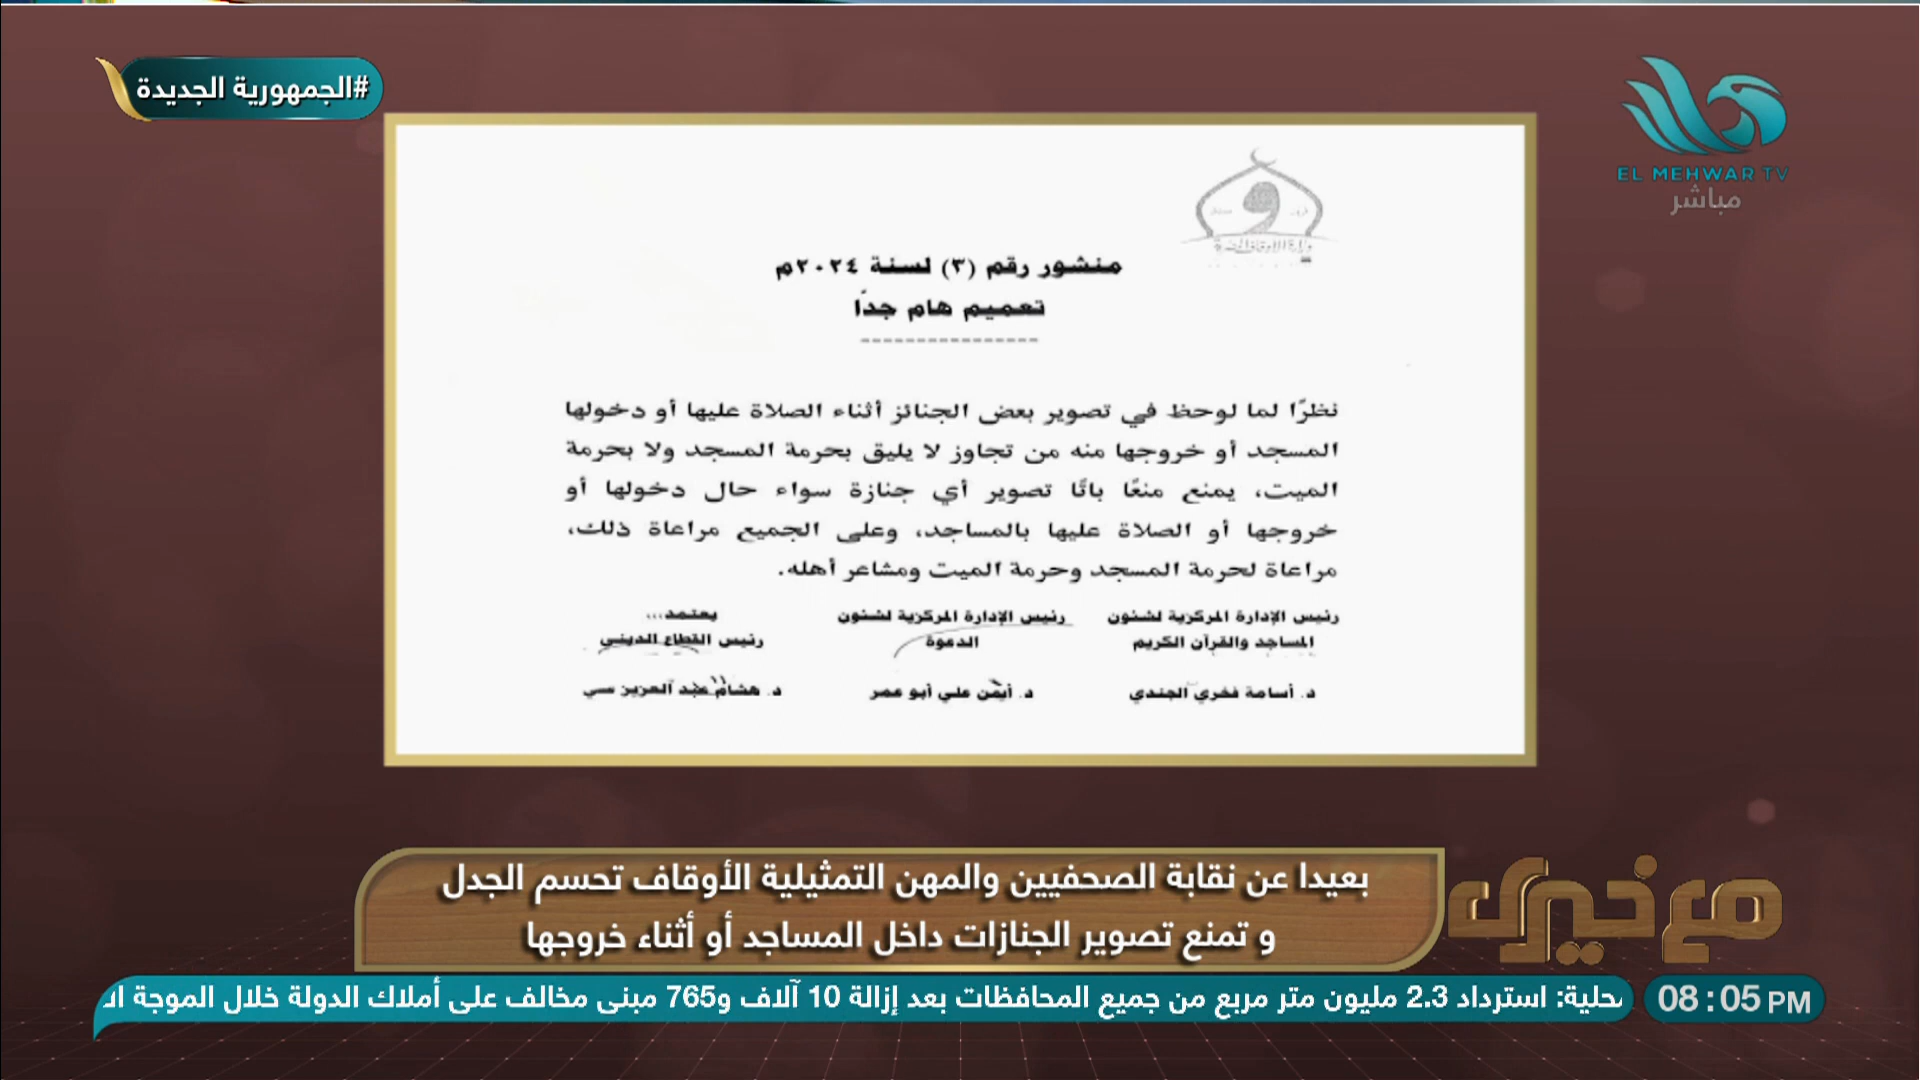 #الجمهورية الجديدة
EL MEHWAR TV
مباشر
منشور رقم (٣) لسنة ٢٠٢٤م
تعميم هام جدًا
نظرًا لما لوحظ في تصوير بعض الجنائز أثناء الصلاة عليها أو دخولها
المسجد أو خروجها منه من تجاوز لا يليق بحرمة المسجد ولا بحرمة
الميت، يمنع منعًا باتًا تصوير أي جنازة سواء حال دخولها أو
خروجها أو الصلاة عليها بالمساجد، وعلى الجميع مراعاة ذلك،
مراعاة لحرمة المسجد وحرمة الميت ومشاعر أهله.
رئيس الإدارة المركزية لشئون
المساجد والقرآن الكريم
د. أسامة فخري الجندي
رئيس الإدارة المركزية لشئون
الدعوة
د. أيمن علي أبو عمر
يعتمد...
رئيس القطاع الديني
د. هشام عبد العزيز
مع خيري
بعيدا عن نقابة الصحفيين والمهن التمثيلية الأوقاف تحسم الجدل
و تمنع تصوير الجنازات داخل المساجد أو أثناء خروجها
08:05 PM
استرداد 2.3 مليون متر مربع من جميع المحافظات بعد إزالة 10 آلاف و765 مبنى مخالف على أملاك الدولة خلال الموجة